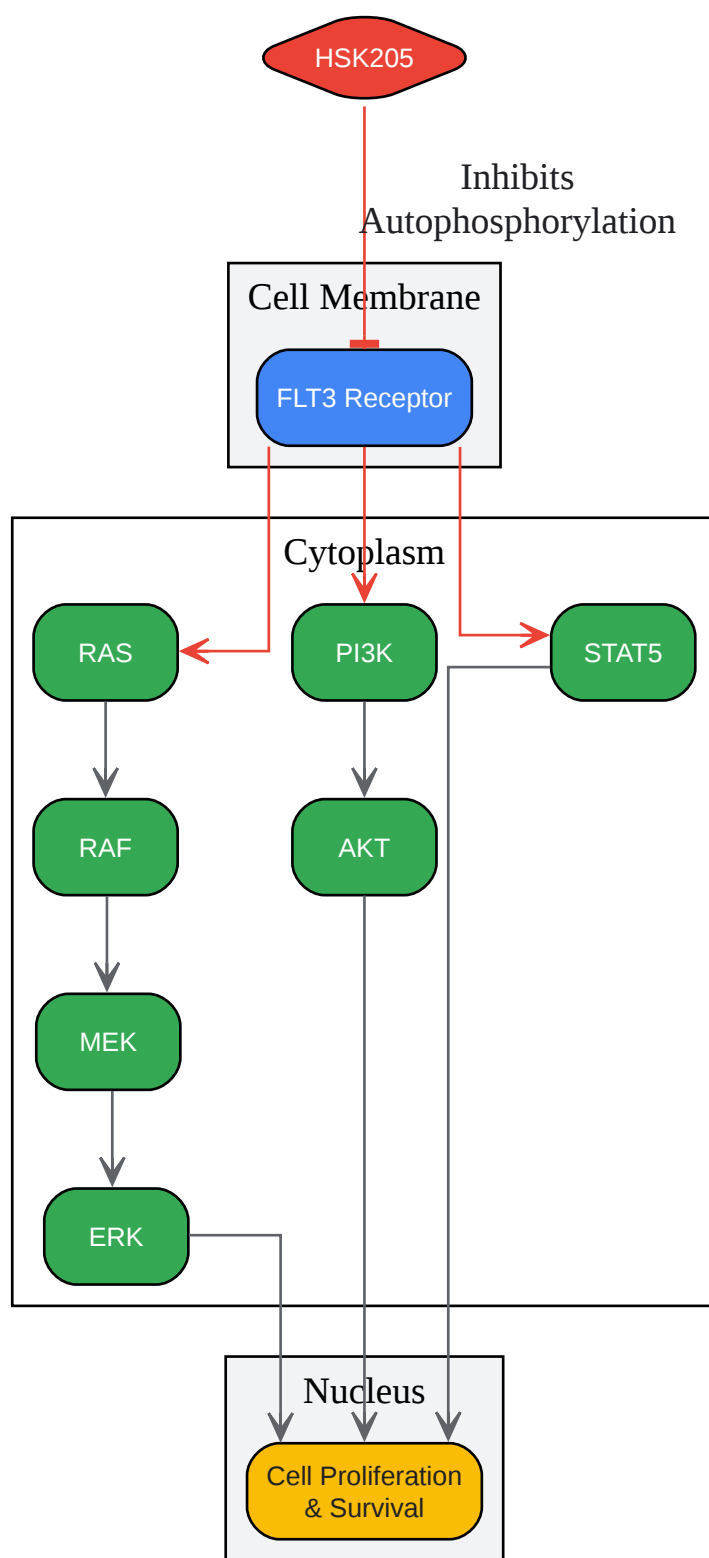 HSK205
Inhibits
Autophosphorylation
Cell Membrane
FLT3 Receptor
Cytoplasm
RAS
PI3K
STAT5
RAF
AKT
MEK
ERK
Nucleus
Cell Proliferation
& Survival